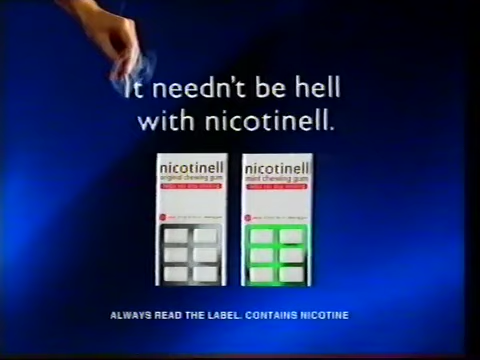 It needn't be hell
with nicotinell.
nicotinell
original chewing gum
helps you stop smoking
nicotinell
mint chewing gum
helps you stop smoking
ALWAYS READ THE LABEL. CONTAINS NICOTINE